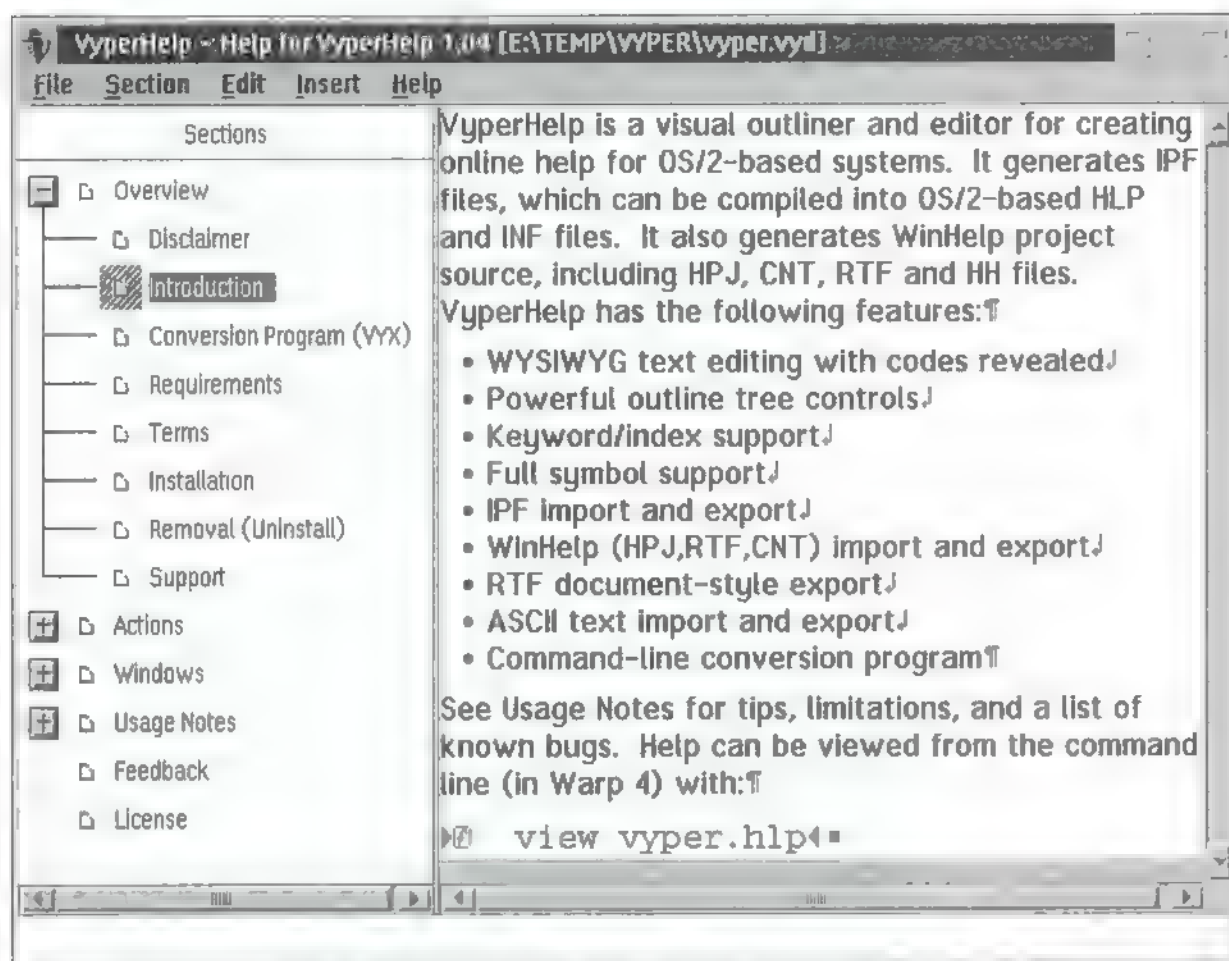 VyperHelp - Help for VyperHelp 1.04 [E:\TEMP\VYPER\vyper.vyd]
File Section Edit Insert Help
Sections
Overview
Disclaimer
Introduction
Conversion Program (VYX)
Requirements
Terms
Installation
Removal (Uninstall)
Support
Actions
Windows
Usage Notes
Feedback
License
VyperHelp is a visual outliner and editor for creating
online help for OS/2-based systems. It generates IPF
files, which can be compiled into OS/2-based HLP
and INF files. It also generates WinHelp project
source, including HPJ, CNT, RTF and HH files.
VyperHelp has the following features:¶
• WYSIWYG text editing with codes revealed↲
• Powerful outline tree controls↲
• Keyword/index support↲
• Full symbol support↲
• IPF import and export↲
• WinHelp (HPJ,RTF,CNT) import and export↲
• RTF document-style export↲
• ASCII text import and export↲
• Command-line conversion program¶
See Usage Notes for tips, limitations, and a list of
known bugs. Help can be viewed from the command
line (in Warp 4) with:¶
view vyper.hlp